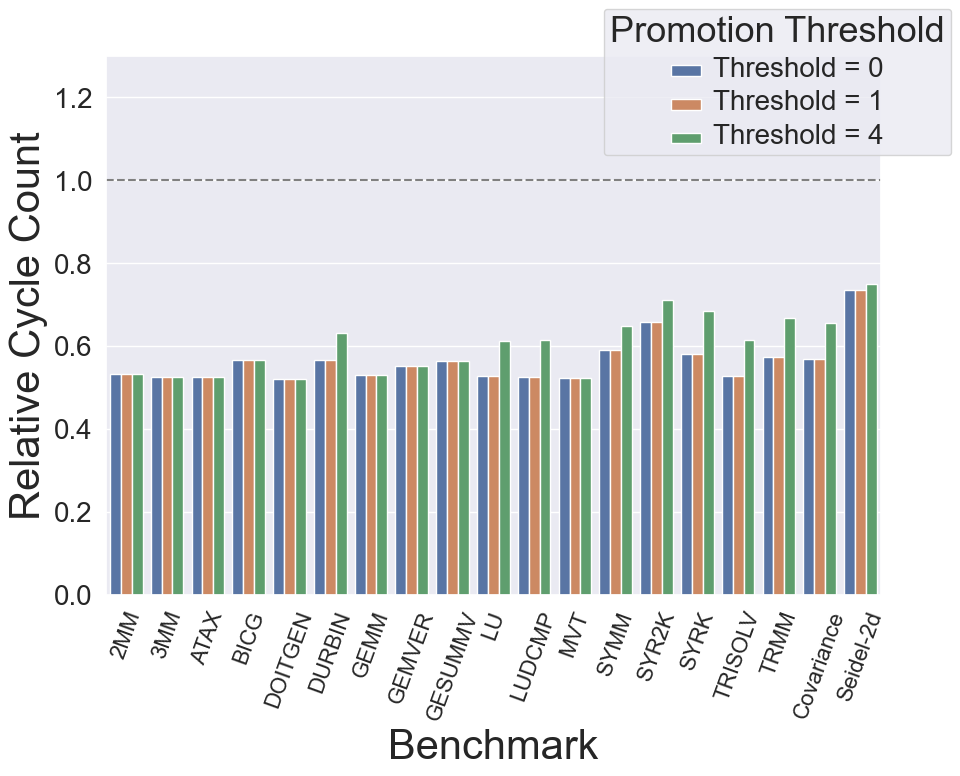 Promotion Threshold
Threshold = 0
Threshold = 1
Threshold = 4
Relative Cycle Count
1.2
1.0
0.8
0.6
0.4
0.2
0.0
2MM
3MM
ATAX
BICG
DOITGEN
DURBIN
GEMM
GEMVER
GESUMMV
LU
LUDCMP
MVT
SYMM
SYR2K
SYRK
TRISOLV
TRMM
Covariance
Seidel-2d
Benchmark